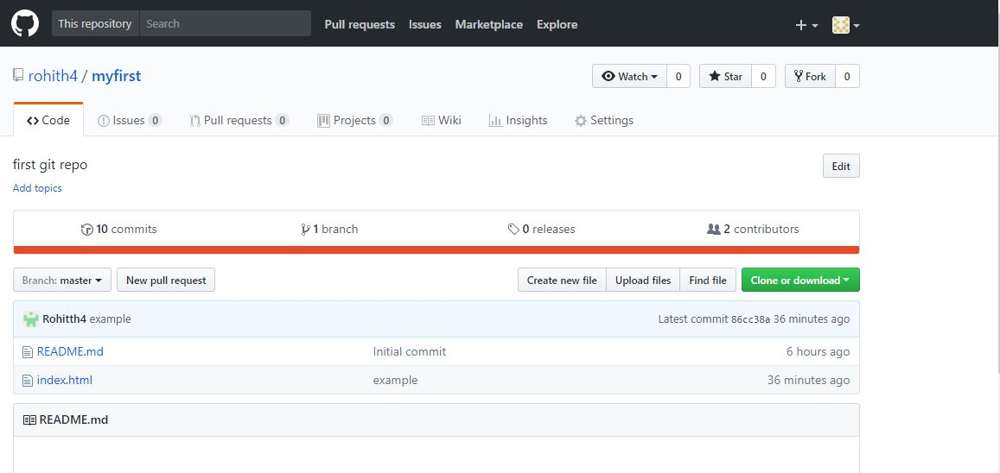 This repository Search Pull requests Issues Marketplace Explore
rohith4 / myfirst Watch 0 Star 0 Fork 0
Code Issues 0 Pull requests 0 Projects 0 Wiki Insights Settings
first git repo Edit
Add topics
10 commits 1 branch 0 releases 2 contributors
Branch: master New pull request Create new file Upload files Find file Clone or download
Rohitth4 example Latest commit 86cc38a 36 minutes ago
README.md Initial commit 6 hours ago
index.html example 36 minutes ago
README.md